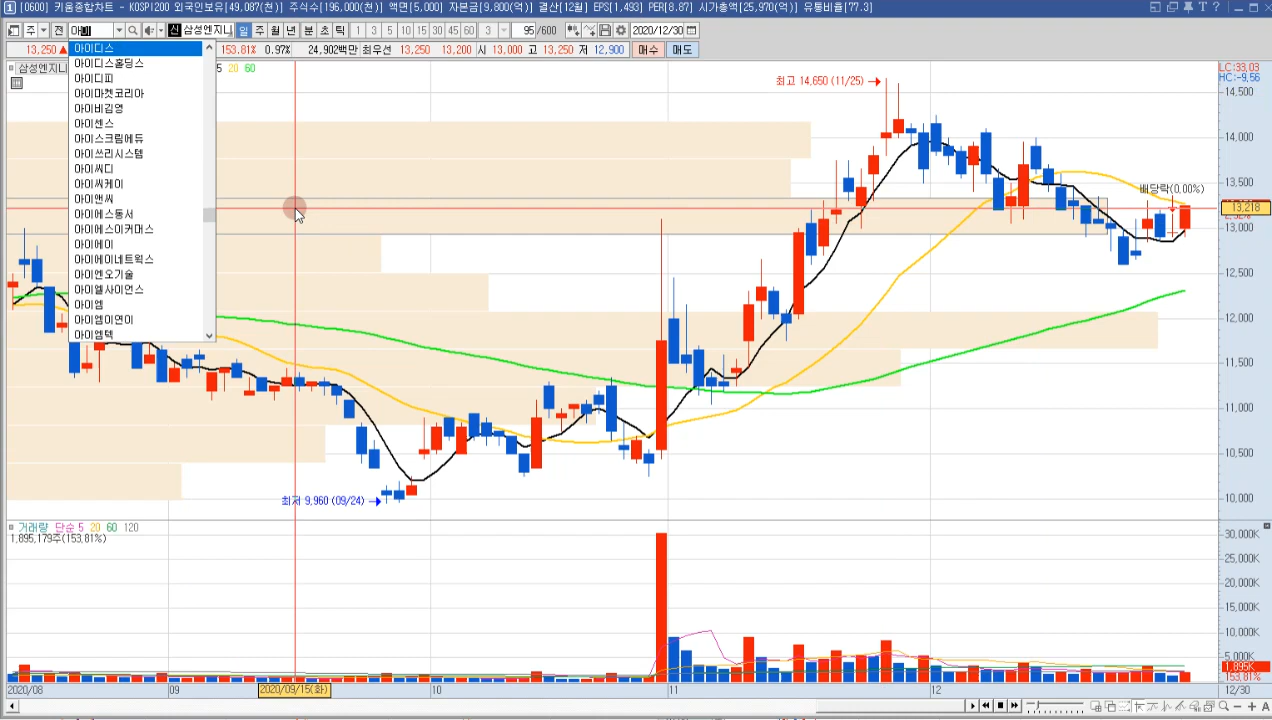 [0600] 키움종합차트 - KOSPI200 외국인보유[49,087(천)] 주식수[196,000(천)] 액면[5,000] 자본금[9,800(억)] 결산[12월] EPS[1,493] PER[8.87] 시가총액[25,970(억)] 유통비율[77.3]
주 전 아이 신 삼성엔지니 일 주 월 년 분 초 틱 1 3 5 10 15 30 45 60 3 95 /600 2020/12/30
13,250 ▲ 153.81% 0.97% 24,902백만 최우선 13,250 13,200 시 13,000 고 13,250 저 12,900 매수 매도
삼성엔지니 5 20 60
아이디스
아이디스홀딩스
아이디피
아이마켓코리아
아이비김영
아이센스
아이스크림에듀
아이쓰리시스템
아이씨디
아이씨케이
아이앤씨
아이에스동서
아이에스이커머스
아이에이
아이에이네트웍스
아이엔오기술
아이엘사이언스
아이엠
아이엠이연이
아이엠텍
최고 14,650 (11/25) →
배당락(0.00%)
최저 9,960 (09/24) →
LC:33,03
HC:-9,56
14,500
14,000
13,500
13,218
13,000
12,500
12,000
11,500
11,000
10,500
10,000
거래량 단순 5 20 60 120
1,895,179주(153.81%)
30,000K
25,000K
20,000K
15,000K
10,000K
5,000K
1,895K
153.81%
2020/08 09 2020/09/15(화) 10 11 12 12/30